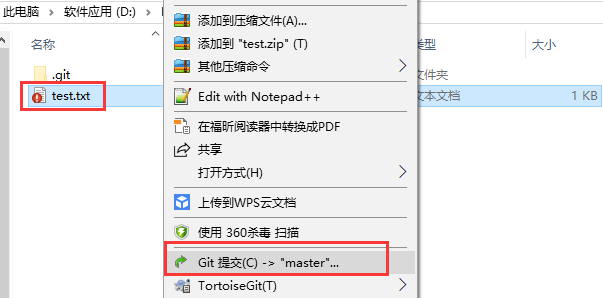 此电脑 › 软件应用 (D:) ›
名称
类型
大小
.git
文件夹
test.txt
文本文档
1 KB
添加到压缩文件(A)...
添加到 "test.zip" (T)
其他压缩命令
Edit with Notepad++
在福昕阅读器中转换成PDF
共享
打开方式(H)
上传到WPS云文档
使用 360杀毒 扫描
Git 提交(C) -> "master"...
TortoiseGit(T)